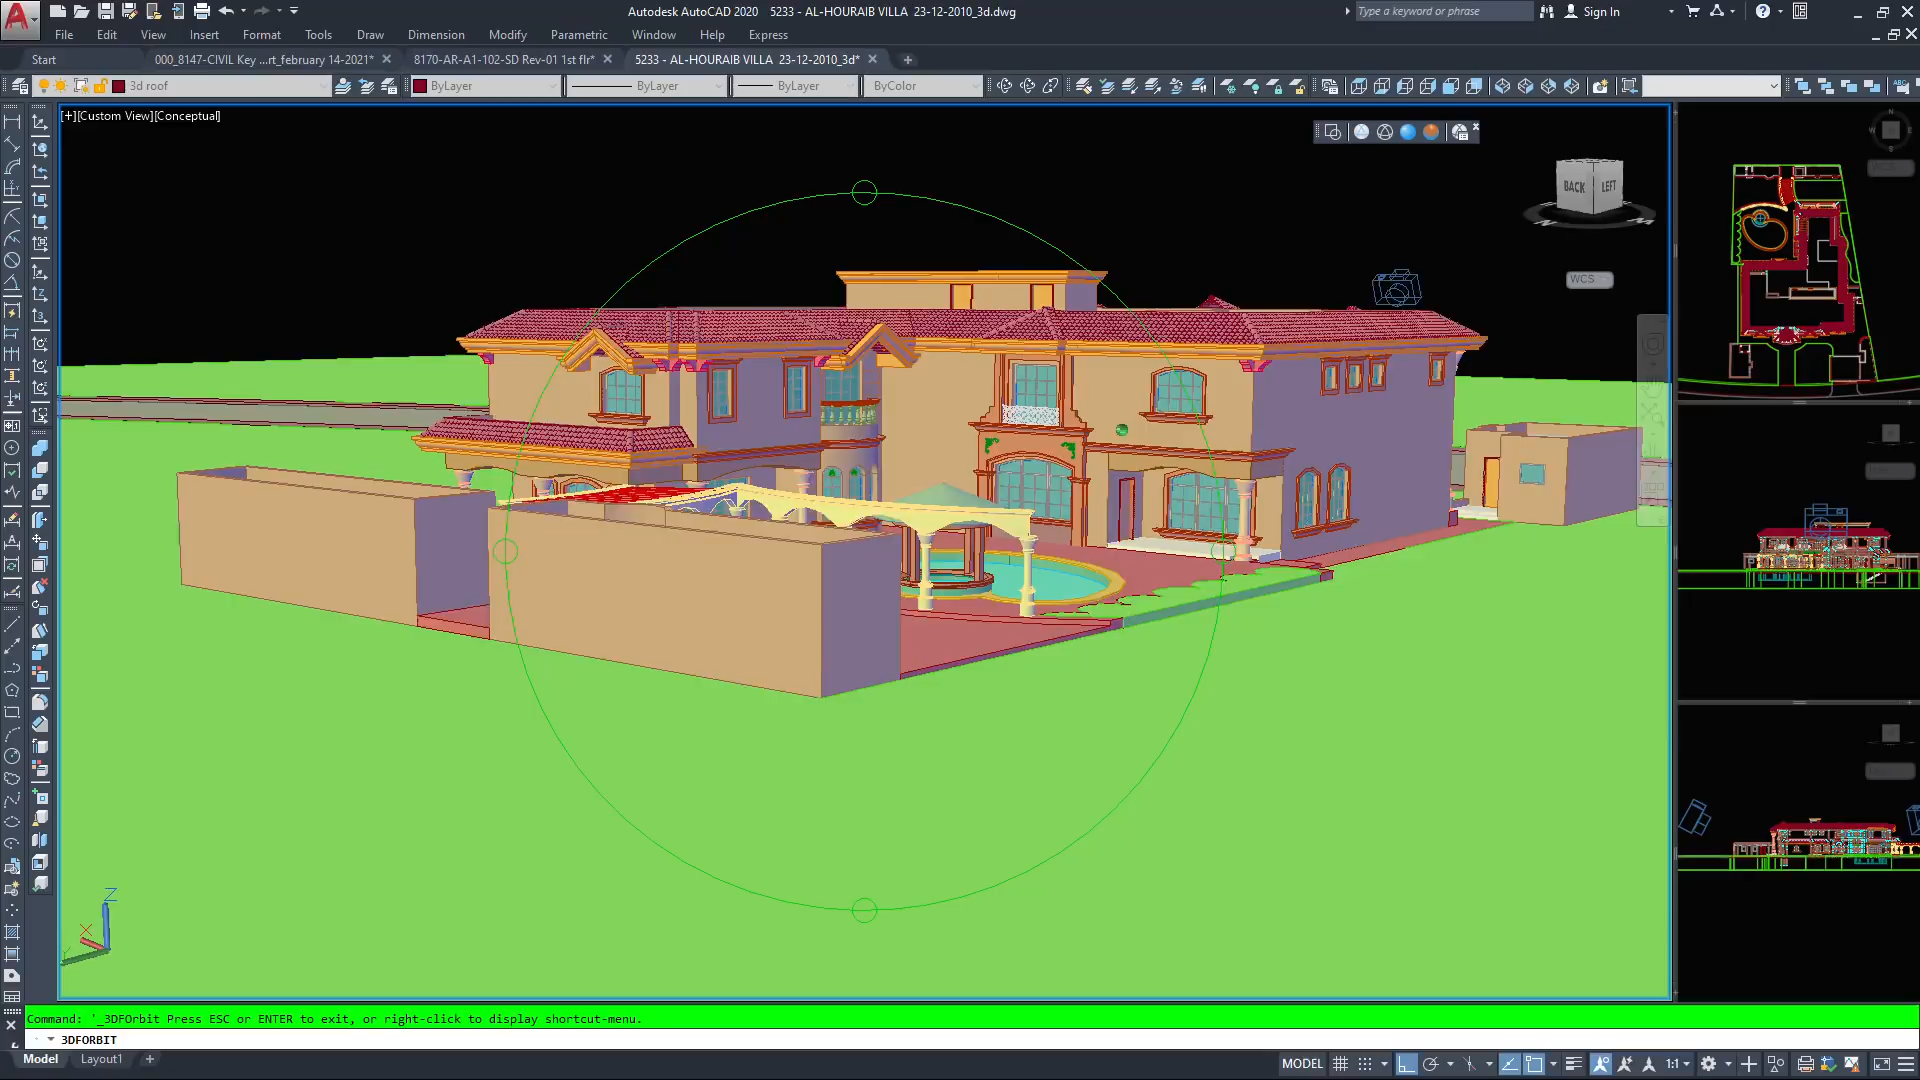 Autodesk AutoCAD 2020   5233 - AL-HOURAIB VILLA  23-12-2010_3d.dwg
Type a keyword or phrase
Sign In
File
Edit
View
Insert
Format
Tools
Draw
Dimension
Modify
Parametric
Window
Help
Express
Start
000_8147-CIVIL Key ...rt_february 14-2021*
8170-AR-A1-102-SD Rev-01 1st flr*
5233 - AL-HOURAIB VILLA  23-12-2010_3d*
3d roof
ByLayer
ByLayer
ByLayer
ByColor
[+][Custom View][Conceptual]
BACK
LEFT
WCS
Z
X
Y
Command: '_3DFOrbit Press ESC or ENTER to exit, or right-click to display shortcut-menu.
3DFORBIT
Model
Layout1
MODEL
1:1